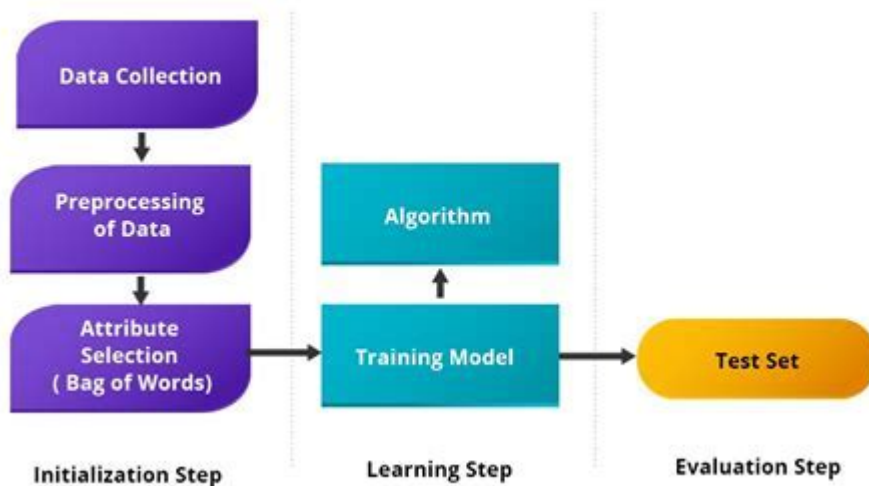 Data Collection
Preprocessing
of Data
Attribute
Selection
( Bag of Words)
Initialization Step
Algorithm
Training Model
Learning Step
Test Set
Evaluation Step